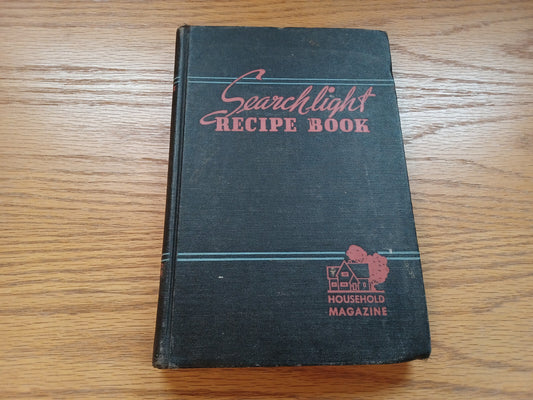 Searchlight
RECIPE BOOK
HOUSEHOLD
MAGAZINE